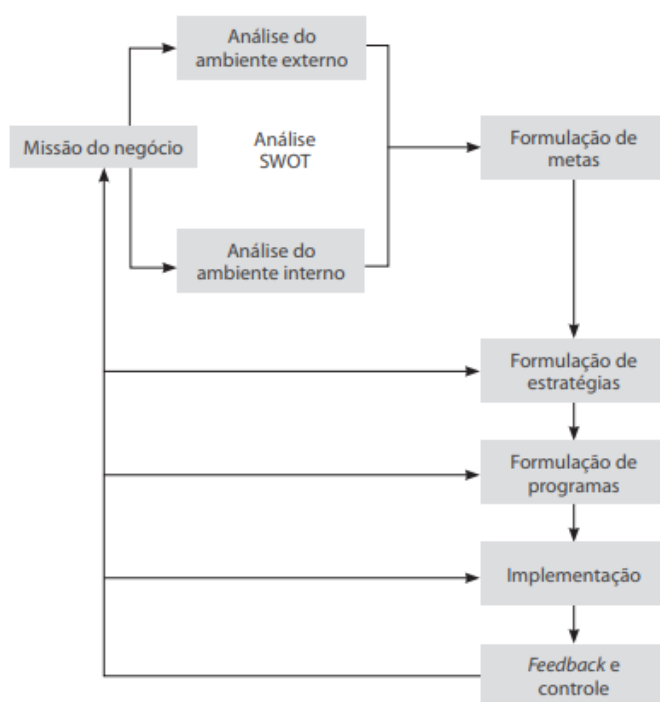 Análise do
ambiente externo
Missão do negócio
Análise
SWOT
Formulação de
metas
Análise do
ambiente interno
Formulação de
estratégias
Formulação de
programas
Implementação
Feedback e
controle